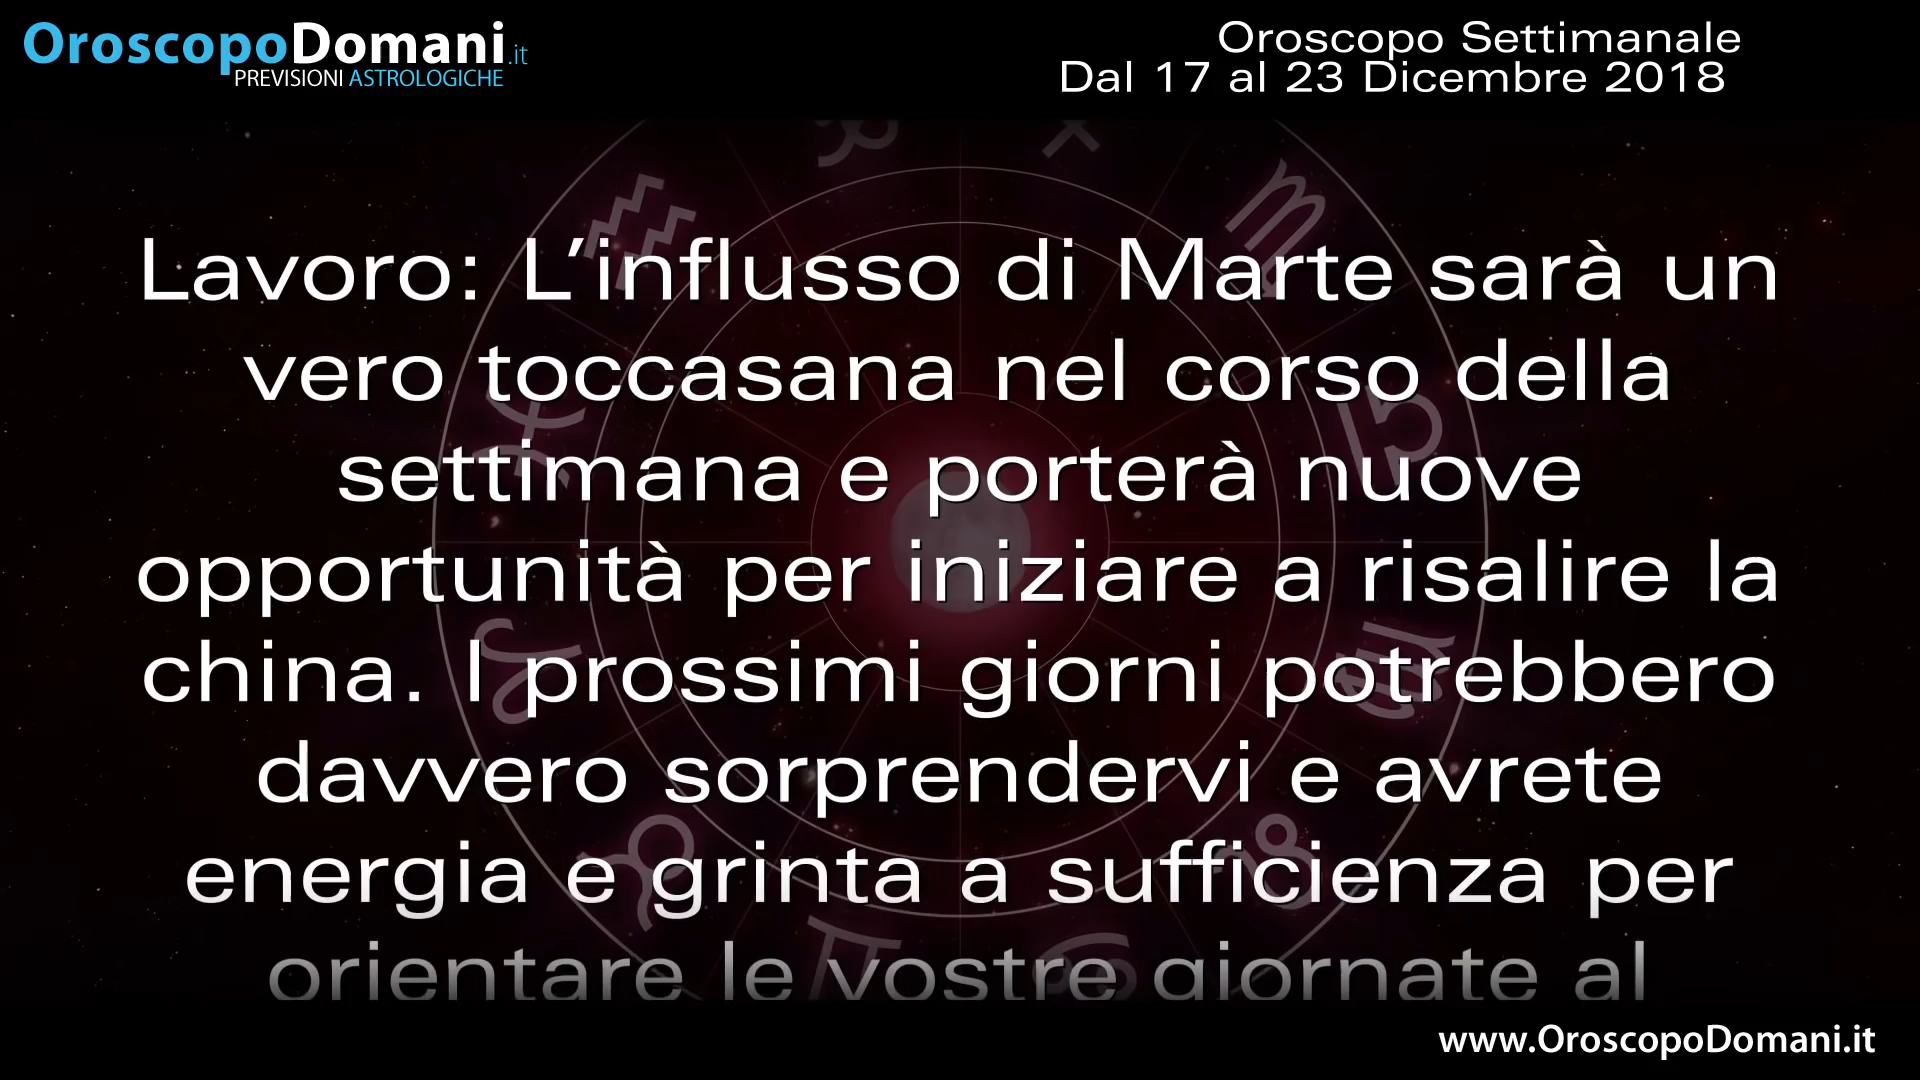 OroscopoDomani.it
PREVISIONI ASTROLOGICHE
Oroscopo Settimanale
Dal 17 al 23 Dicembre 2018
Lavoro: L’influsso di Marte sarà un
vero toccasana nel corso della
settimana e porterà nuove
opportunità per iniziare a risalire la
china. I prossimi giorni potrebbero
davvero sorprendervi e avrete
energia e grinta a sufficienza per
orientare le vostre giornate al
www.OroscopoDomani.it